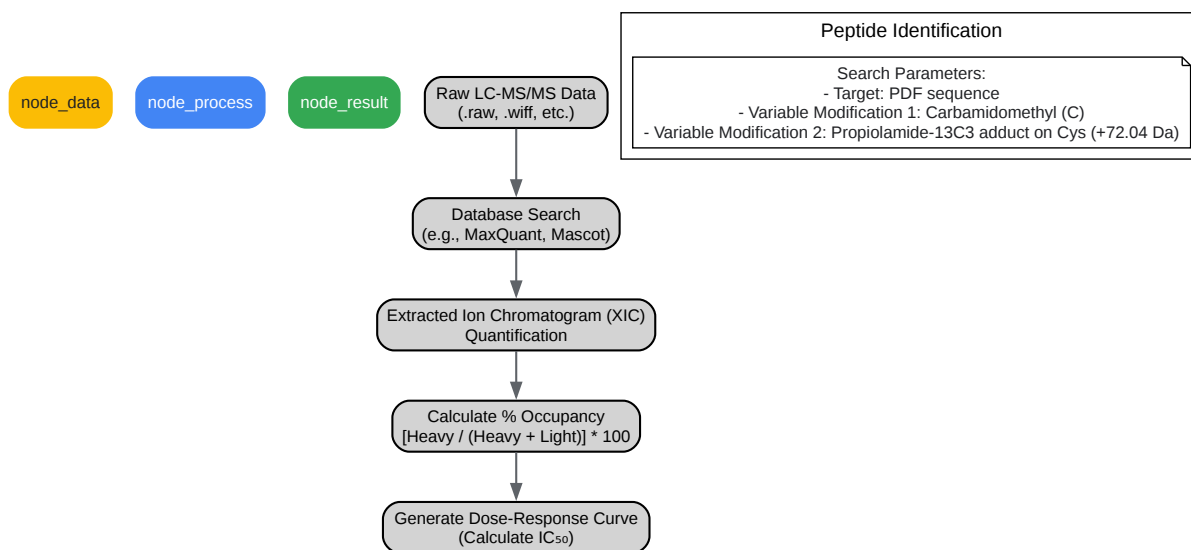 node_data
node_process
node_result
Raw LC-MS/MS Data
(.raw, .wiff, etc.)
Peptide Identification
Search Parameters:
- Target: PDF sequence
- Variable Modification 1: Carbamidomethyl (C)
- Variable Modification 2: Propiolamide-13C3 adduct on Cys (+72.04 Da)
Database Search
(e.g., MaxQuant, Mascot)
Extracted Ion Chromatogram (XIC)
Quantification
Calculate % Occupancy
[Heavy / (Heavy + Light)] * 100
Generate Dose-Response Curve
(Calculate IC₅₀)